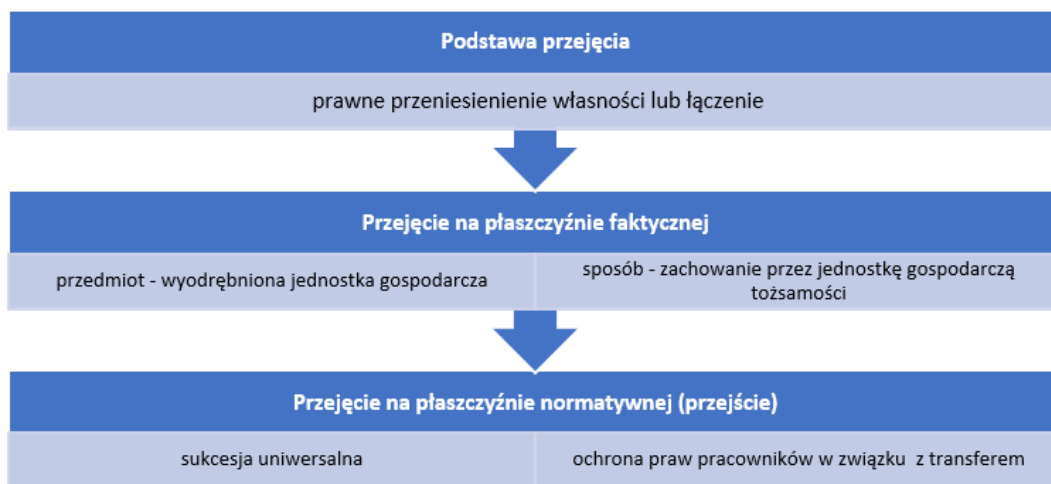 Podstawa przejęcia
prawne przeniesienienie własności lub łączenie
Przejęcie na płaszczyźnie faktycznej
przedmiot - wyodrębniona jednostka gospodarcza
sposób - zachowanie przez jednostkę gospodarczą
tożsamości
Przejęcie na płaszczyźnie normatywnej (przejście)
sukcesja uniwersalna
ochrona praw pracowników w związku z transferem